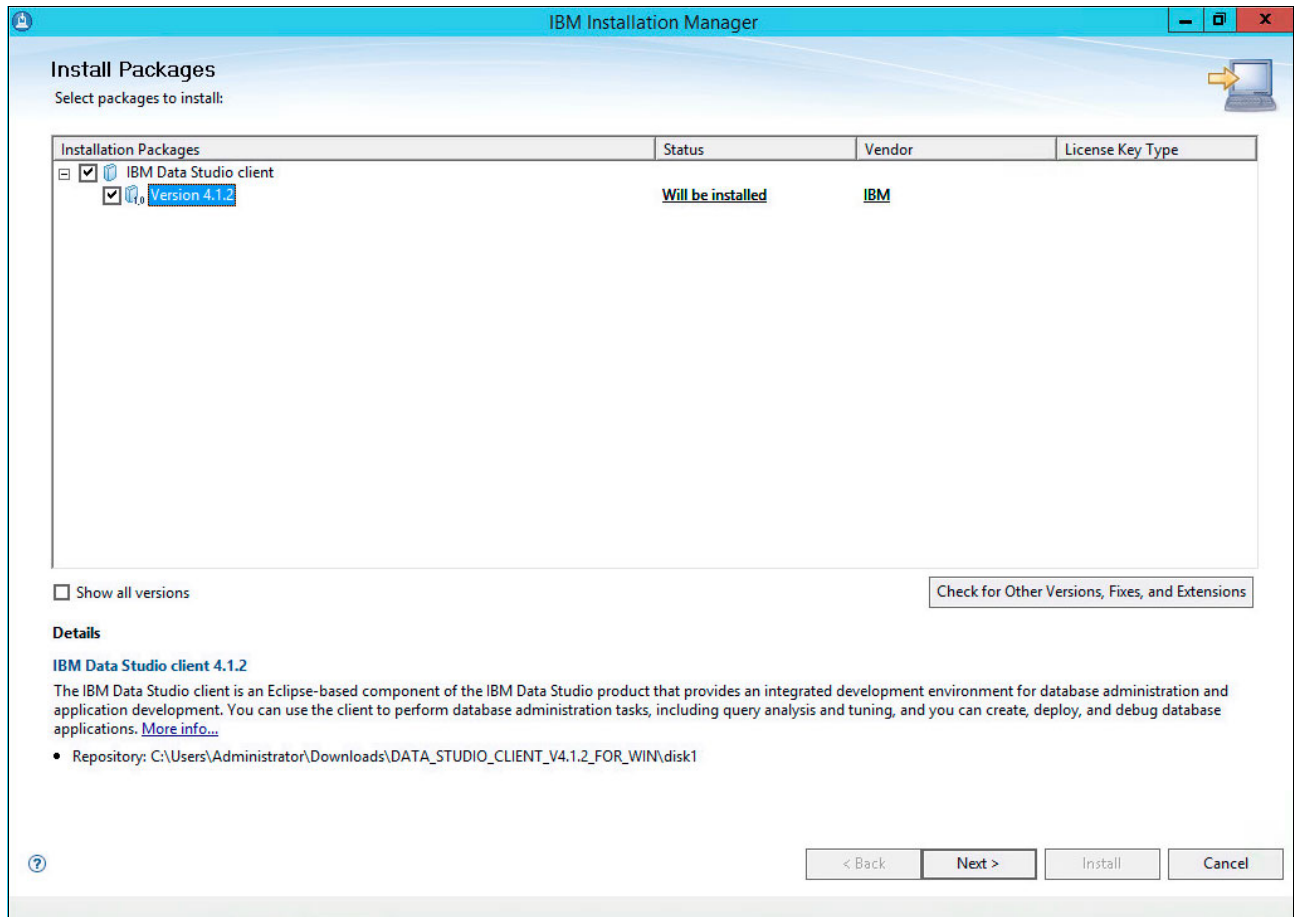 IBM Installation Manager
Install Packages
Select packages to install:
Installation Packages Status Vendor License Key Type
IBM Data Studio client
Version 4.1.2 Will be installed IBM
Show all versions
Check for Other Versions, Fixes, and Extensions
Details
IBM Data Studio client 4.1.2
The IBM Data Studio client is an Eclipse-based component of the IBM Data Studio product that provides an integrated development environment for database administration and
application development. You can use the client to perform database administration tasks, including query analysis and tuning, and you can create, deploy, and debug database
applications. More info...
• Repository: C:\Users\Administrator\Downloads\DATA_STUDIO_CLIENT_V4.1.2_FOR_WIN\disk1
? < Back Next > Install Cancel